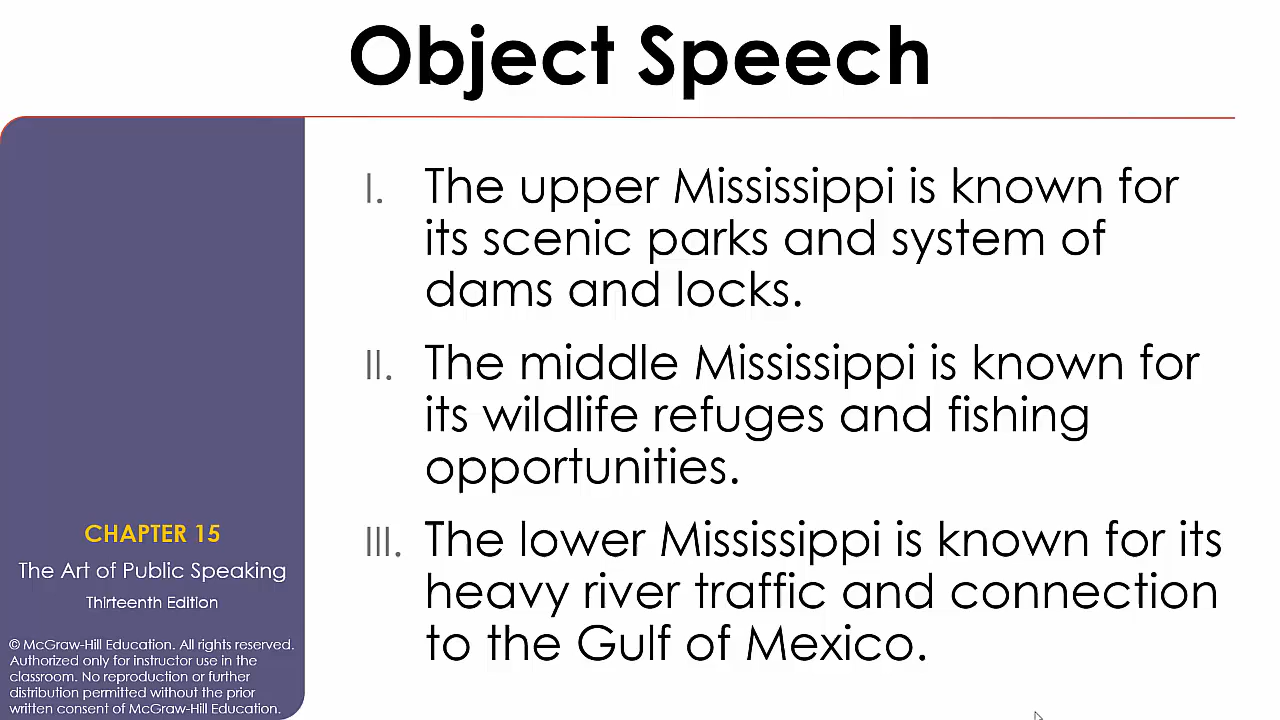 Object Speech
I. The upper Mississippi is known for
its scenic parks and system of
dams and locks.
II. The middle Mississippi is known for
its wildlife refuges and fishing
opportunities.
III. The lower Mississippi is known for its
heavy river traffic and connection
to the Gulf of Mexico.
CHAPTER 15
The Art of Public Speaking
Thirteenth Edition
© McGraw-Hill Education. All rights reserved.
Authorized only for instructor use in the
classroom. No reproduction or further
distribution permitted without the prior
written consent of McGraw-Hill Education.